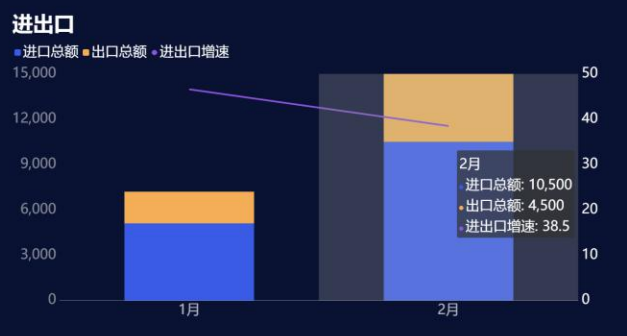 进出口
进口总额 出口总额 进出口增速
15,000 50
12,000 40
9,000 30
2月
进口总额: 10,500
6,000 20
出口总额: 4,500
进出口增速: 38.5
3,000 10
0 0
1月 2月